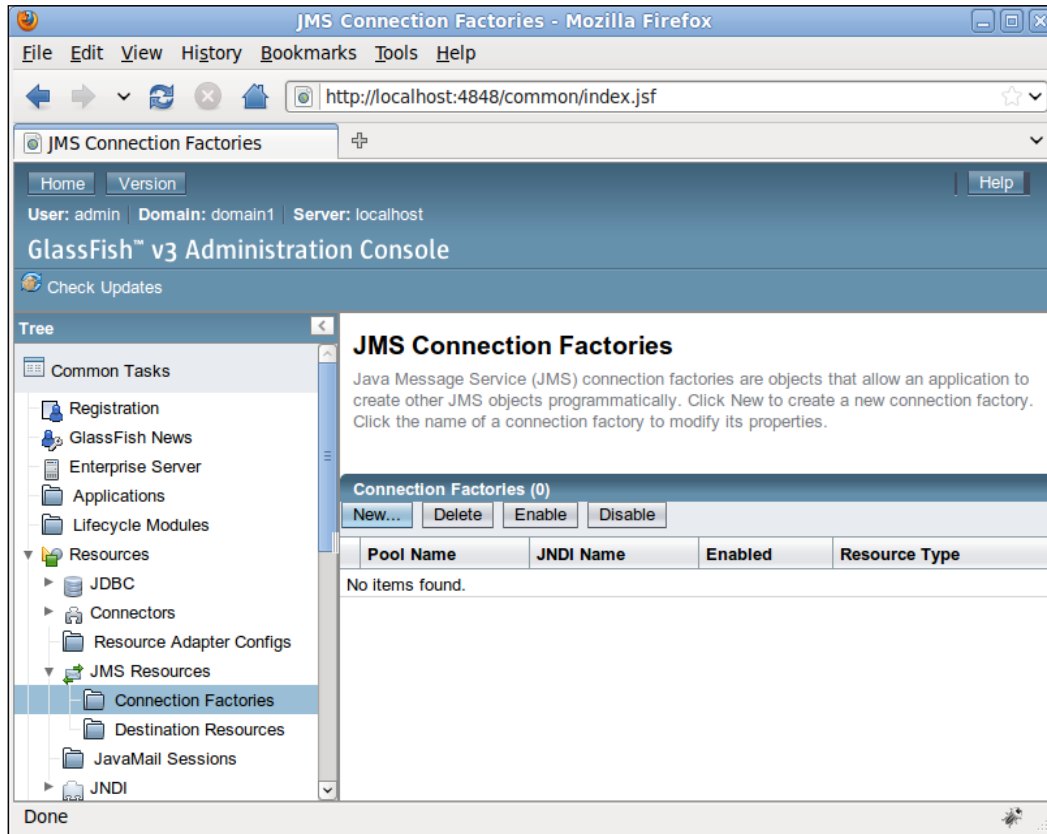 JMS Connection Factories - Mozilla Firefox
File Edit View History Bookmarks Tools Help
http://localhost:4848/common/index.jsf
JMS Connection Factories
Home Version Help
User: admin Domain: domain1 Server: localhost
GlassFish™ v3 Administration Console
Check Updates
Tree
Common Tasks
Registration
GlassFish News
Enterprise Server
Applications
Lifecycle Modules
Resources
JDBC
Connectors
Resource Adapter Configs
JMS Resources
Connection Factories
Destination Resources
JavaMail Sessions
JNDI
JMS Connection Factories
Java Message Service (JMS) connection factories are objects that allow an application to
create other JMS objects programmatically. Click New to create a new connection factory.
Click the name of a connection factory to modify its properties.
Connection Factories (0)
New... Delete Enable Disable
Pool Name JNDI Name Enabled Resource Type
No items found.
Done